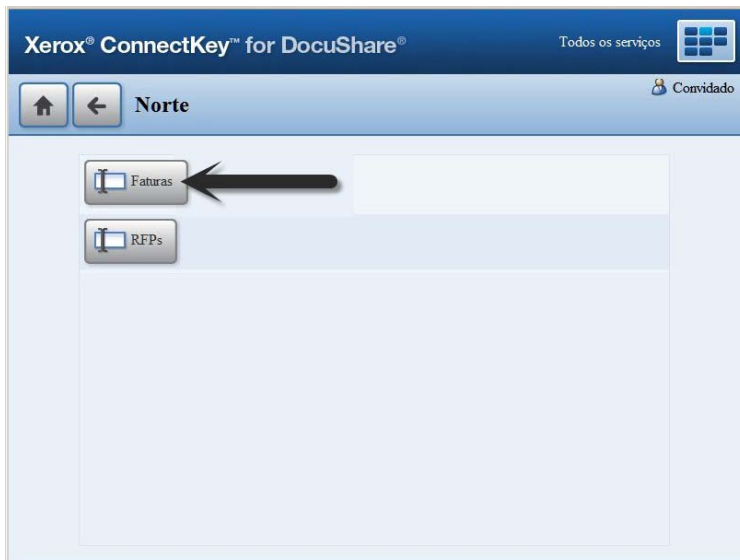 Xerox® ConnectKey™ for DocuShare®
Todos os serviços
Convidado
Norte
Faturas
RFPs